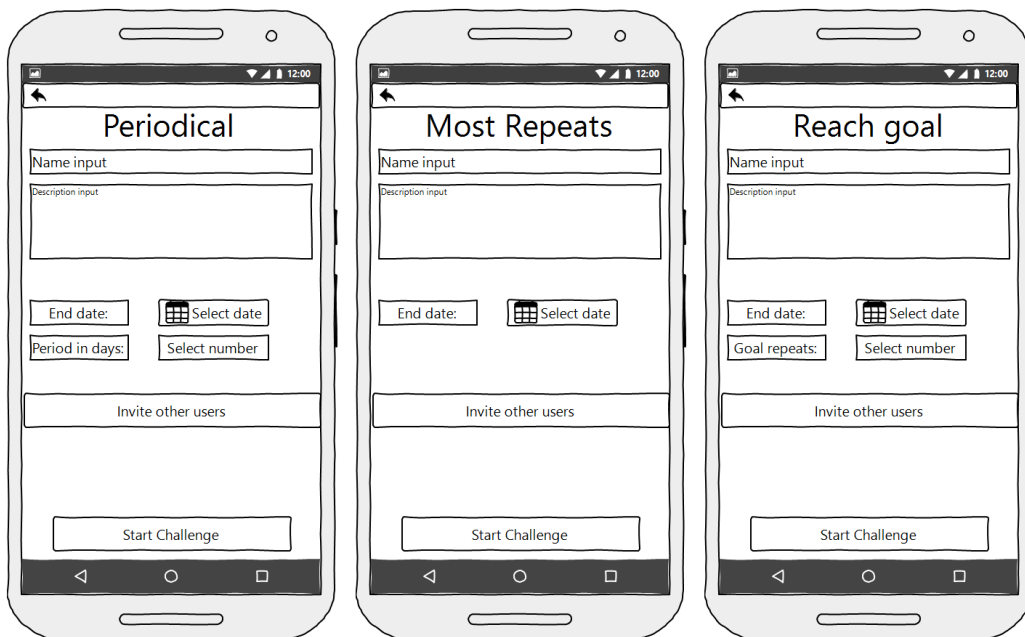 12:00
Periodical
Name input
Description input
End date:
Select date
Period in days:
Select number
Invite other users
Start Challenge
12:00
Most Repeats
Name input
Description input
End date:
Select date
Invite other users
Start Challenge
12:00
Reach goal
Name input
Description input
End date:
Select date
Goal repeats:
Select number
Invite other users
Start Challenge